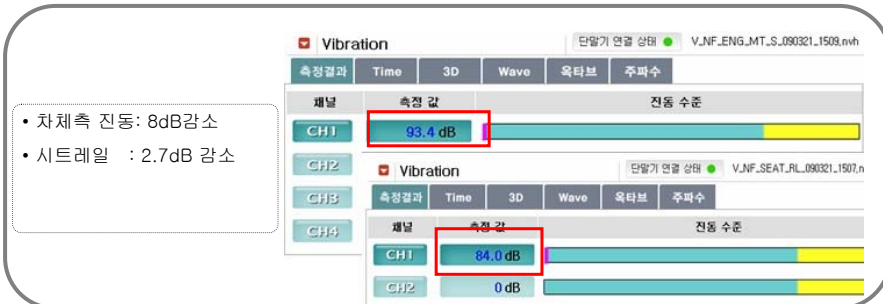 • 차체측 진동: 8dB감소
• 시트레일 : 2.7dB 감소
Vibration
단말기 연결 상태
V_NF_ENG_MT_S_090321_1509.nvh
측정결과 Time 3D Wave 옥타브 주파수
채널 측정 값 진동 수준
CH1 93.4 dB
CH2
CH3
CH4
Vibration
단말기 연결 상태
V_NF_SEAT_RL_090321_1507.n
측정결과 Time 3D Wave 옥타브 주파수
채널 측정 값 진동 수준
CH1 84.0 dB
CH2 0 dB